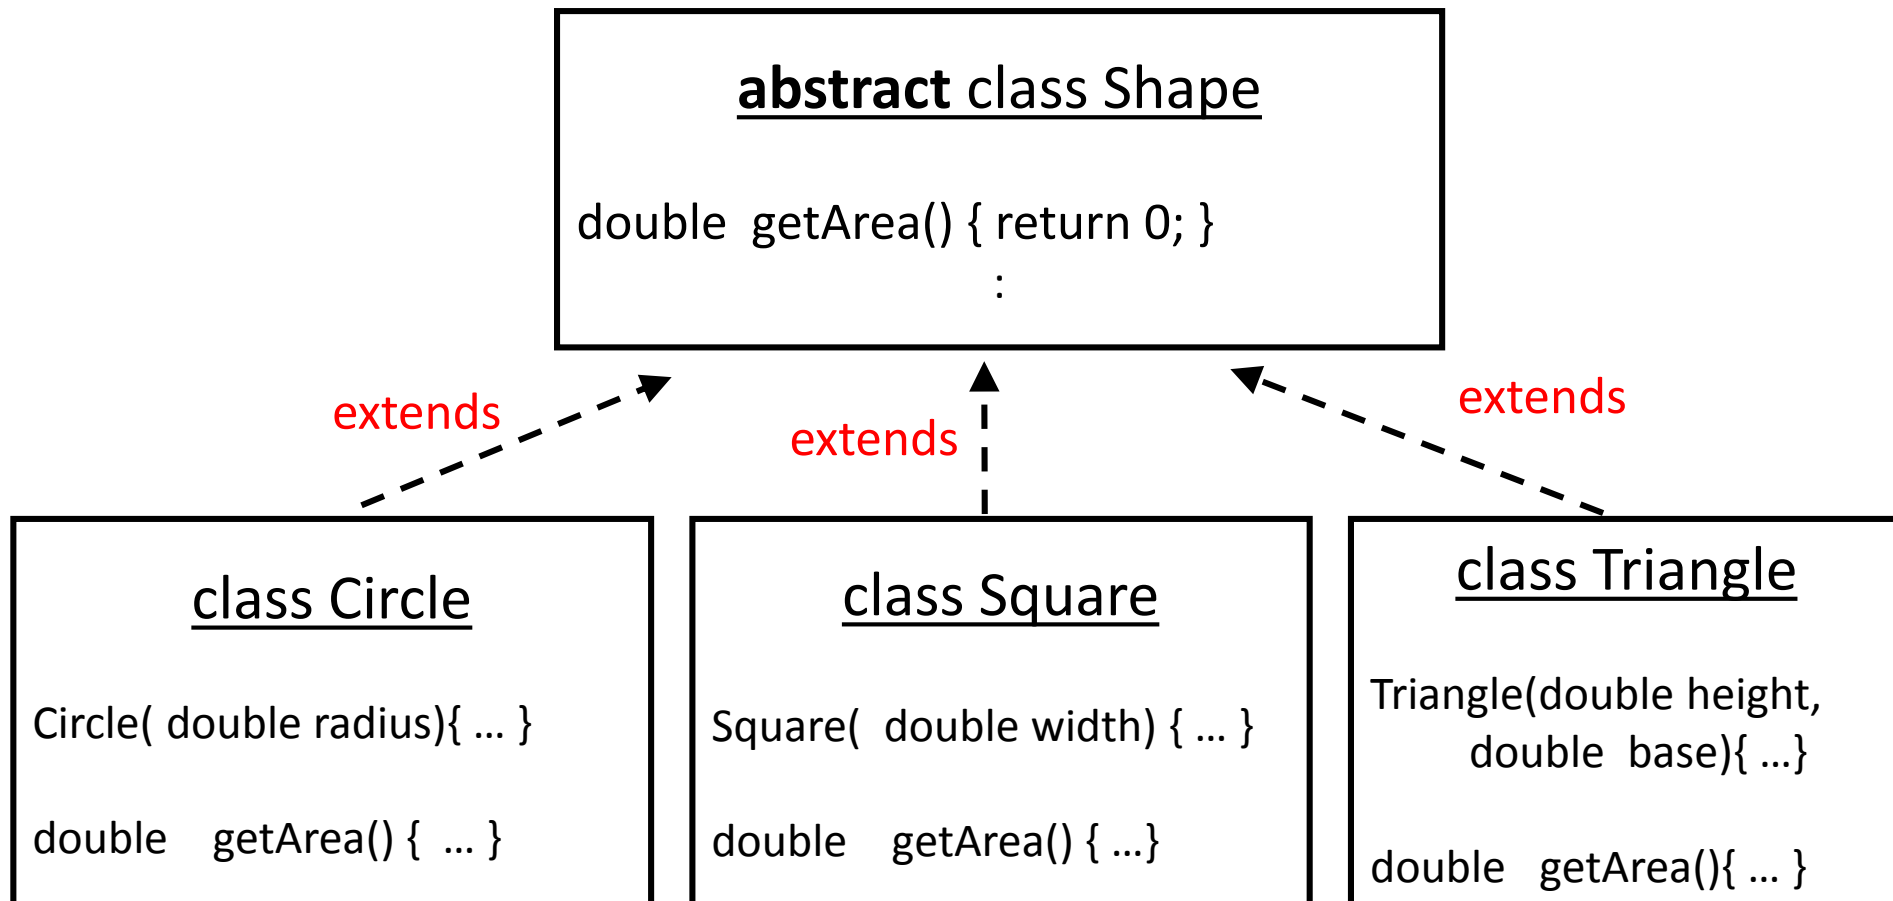 abstract class Shape
double getArea() { return 0; }
:
extends
extends
extends
class Circle
Circle( double radius){ ... }
double getArea() { ... }
class Square
Square( double width) { ... }
double getArea() { ...}
class Triangle
Triangle(double height,
double base){ ...}
double getArea(){ ... }